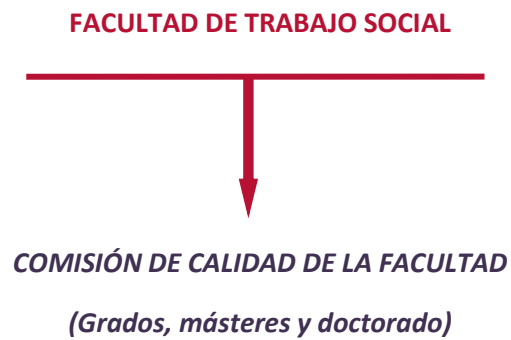 FACULTAD DE TRABAJO SOCIAL
COMISIÓN DE CALIDAD DE LA FACULTAD
(Grados, másteres y doctorado)